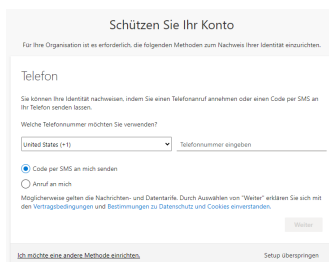 Schützen Sie Ihr Konto
Für Ihre Organisation ist es erforderlich, die folgenden Methoden zum Nachweis Ihrer Identität einzurichten.
Telefon
Sie können Ihre Identität nachweisen, indem Sie einen Telefonanruf annehmen oder einen Code per SMS an
Ihr Telefon senden lassen.
Welche Telefonnummer möchten Sie verwenden?
United States (+1) Telefonnummer eingeben
Code per SMS an mich senden
Anruf an mich
Möglicherweise gelten die Nachrichten- und Datentarife. Durch Auswählen von "Weiter" erklären Sie sich mit
den Vertragsbedingungen und Bestimmungen zu Datenschutz und Cookies einverstanden.
Weiter
Ich möchte eine andere Methode einrichten. Setup überspringen